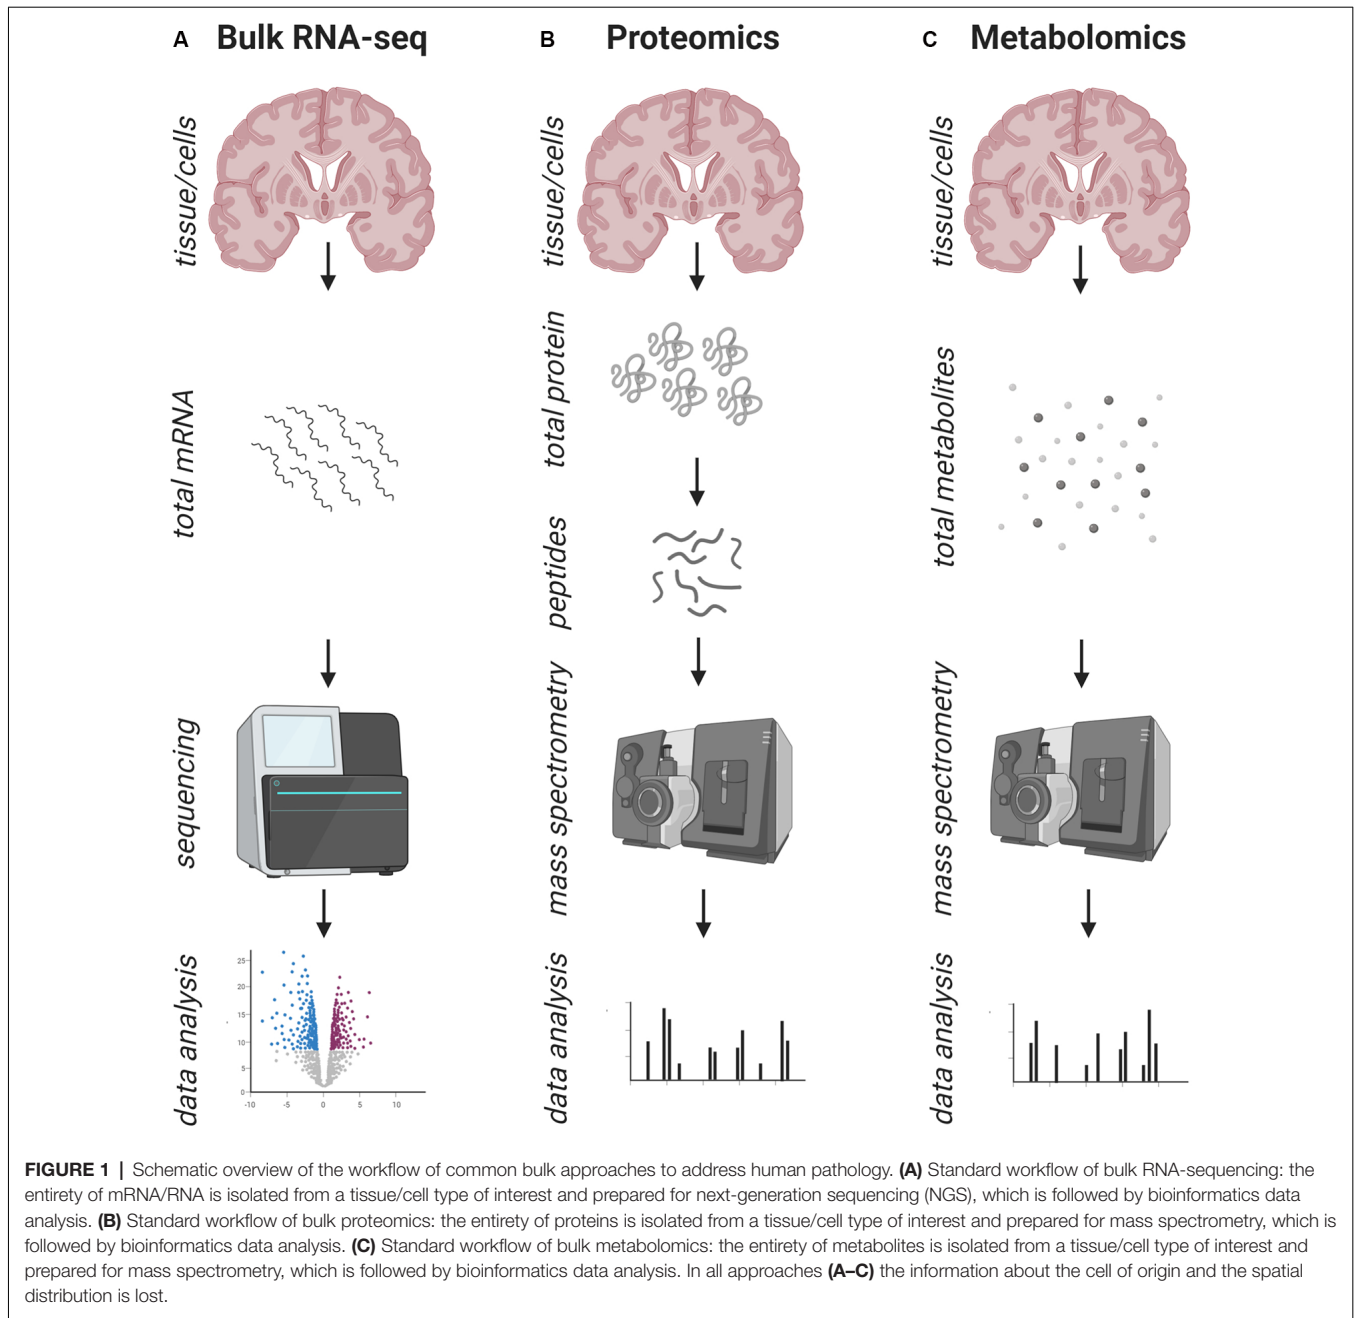 A Bulk RNA-seq
B Proteomics
C Metabolomics
tissue/cells
tissue/cells
tissue/cells
total mRNA
total protein
peptides
total metabolites
sequencing
mass spectrometry
mass spectrometry
data analysis
25
20
15
10
5
0
-10 -5 0 5 10
data analysis
data analysis
FIGURE 1 | Schematic overview of the workflow of common bulk approaches to address human pathology. (A) Standard workflow of bulk RNA-sequencing: the
entirety of mRNA/RNA is isolated from a tissue/cell type of interest and prepared for next-generation sequencing (NGS), which is followed by bioinformatics data
analysis. (B) Standard workflow of bulk proteomics: the entirety of proteins is isolated from a tissue/cell type of interest and prepared for mass spectrometry, which is
followed by bioinformatics data analysis. (C) Standard workflow of bulk metabolomics: the entirety of metabolites is isolated from a tissue/cell type of interest and
prepared for mass spectrometry, which is followed by bioinformatics data analysis. In all approaches (A–C) the information about the cell of origin and the spatial
distribution is lost.